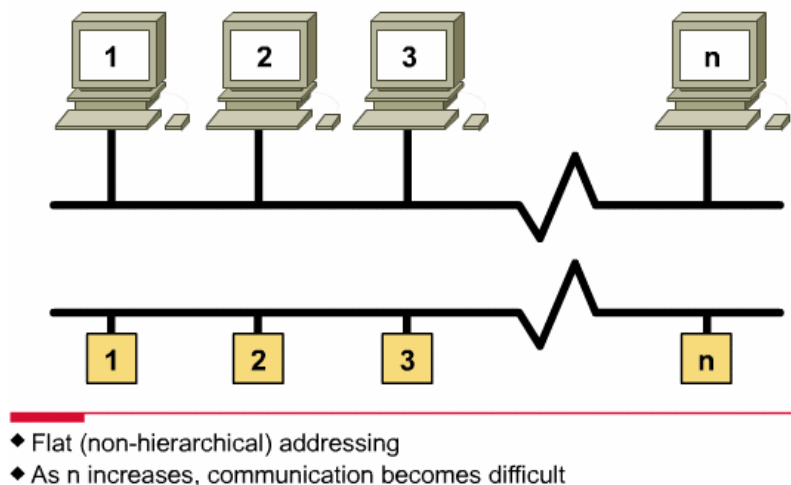 1 2 3 n
1 2 3 n
◆ Flat (non-hierarchical) addressing
◆ As n increases, communication becomes difficult